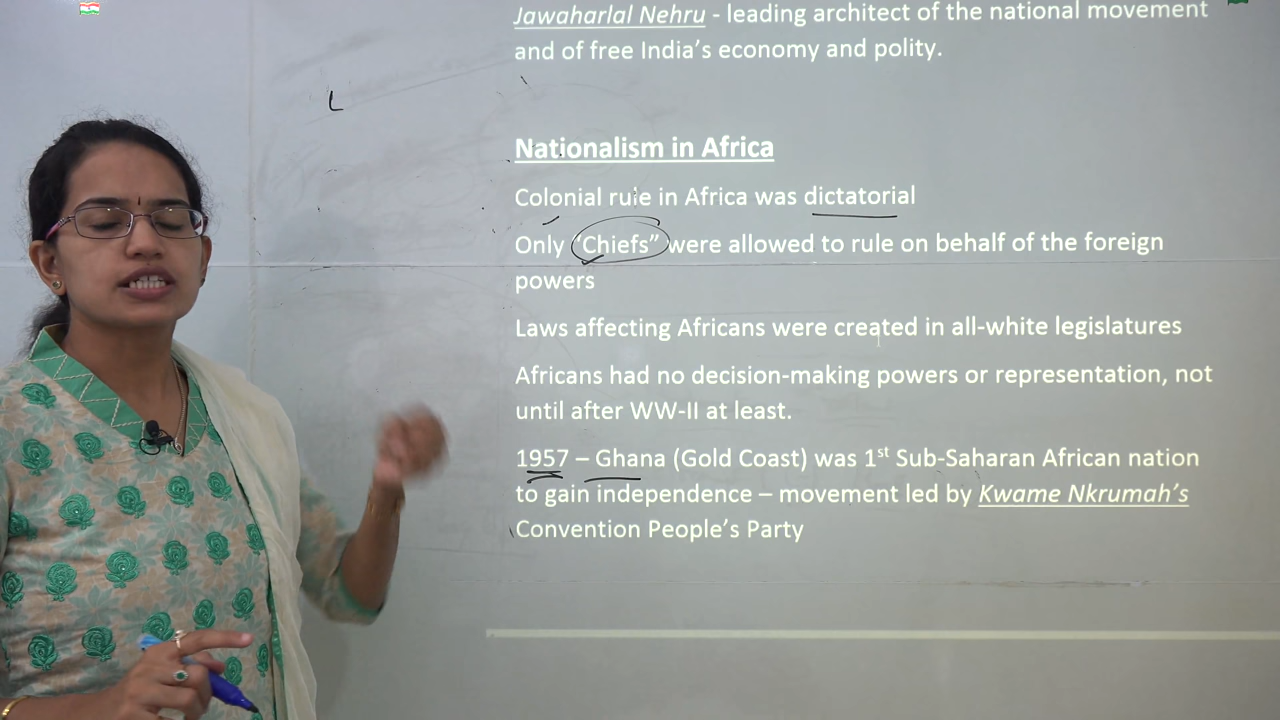 Jawaharlal Nehru - leading architect of the national movement
and of free India's economy and polity.
Nationalism in Africa
Colonial rule in Africa was dictatorial
Only "Chiefs" were allowed to rule on behalf of the foreign
powers
Laws affecting Africans were created in all-white legislatures
Africans had no decision-making powers or representation, not
until after WW-II at least.
1957 – Ghana (Gold Coast) was 1st Sub-Saharan African nation
to gain independence – movement led by Kwame Nkrumah's
Convention People's Party